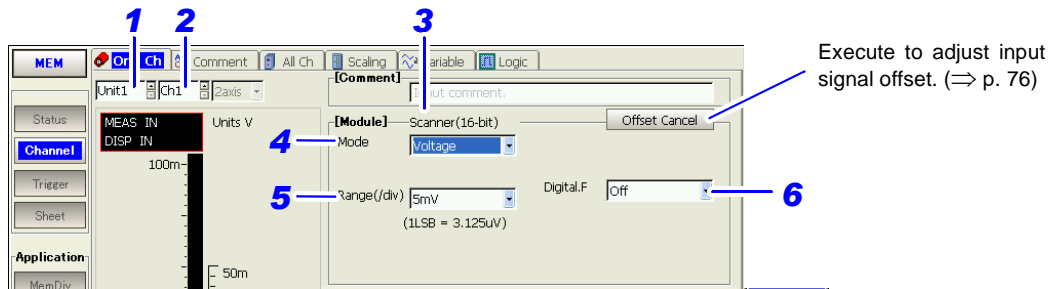 1 2 3
MEM One Ch Comment All Ch Scaling Variable Logic
Execute to adjust input
signal offset. (⇒ p. 76)
Unit1 Ch1 2axis
[Comment] Input comment.
Status
Channel
Trigger
Sheet
Application
MemDiv
MEAS IN
DISP IN
Units V
100m
50m
[Module] Scanner(16-bit) Offset Cancel
4 Mode Voltage
5 Range(/div) 5mV Digital.F Off 6
(1LSB = 3.125uV)